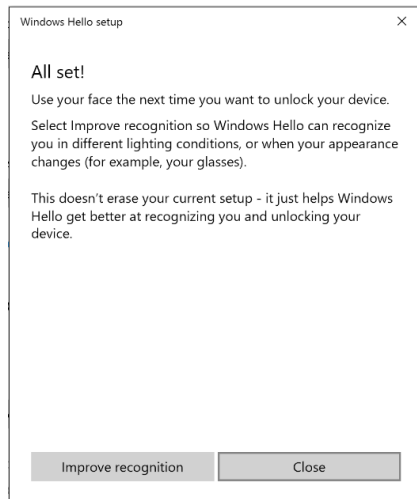 Windows Hello setup
All set!
Use your face the next time you want to unlock your device.
Select Improve recognition so Windows Hello can recognize
you in different lighting conditions, or when your appearance
changes (for example, your glasses).
This doesn't erase your current setup - it just helps Windows
Hello get better at recognizing you and unlocking your
device.
Improve recognition
Close